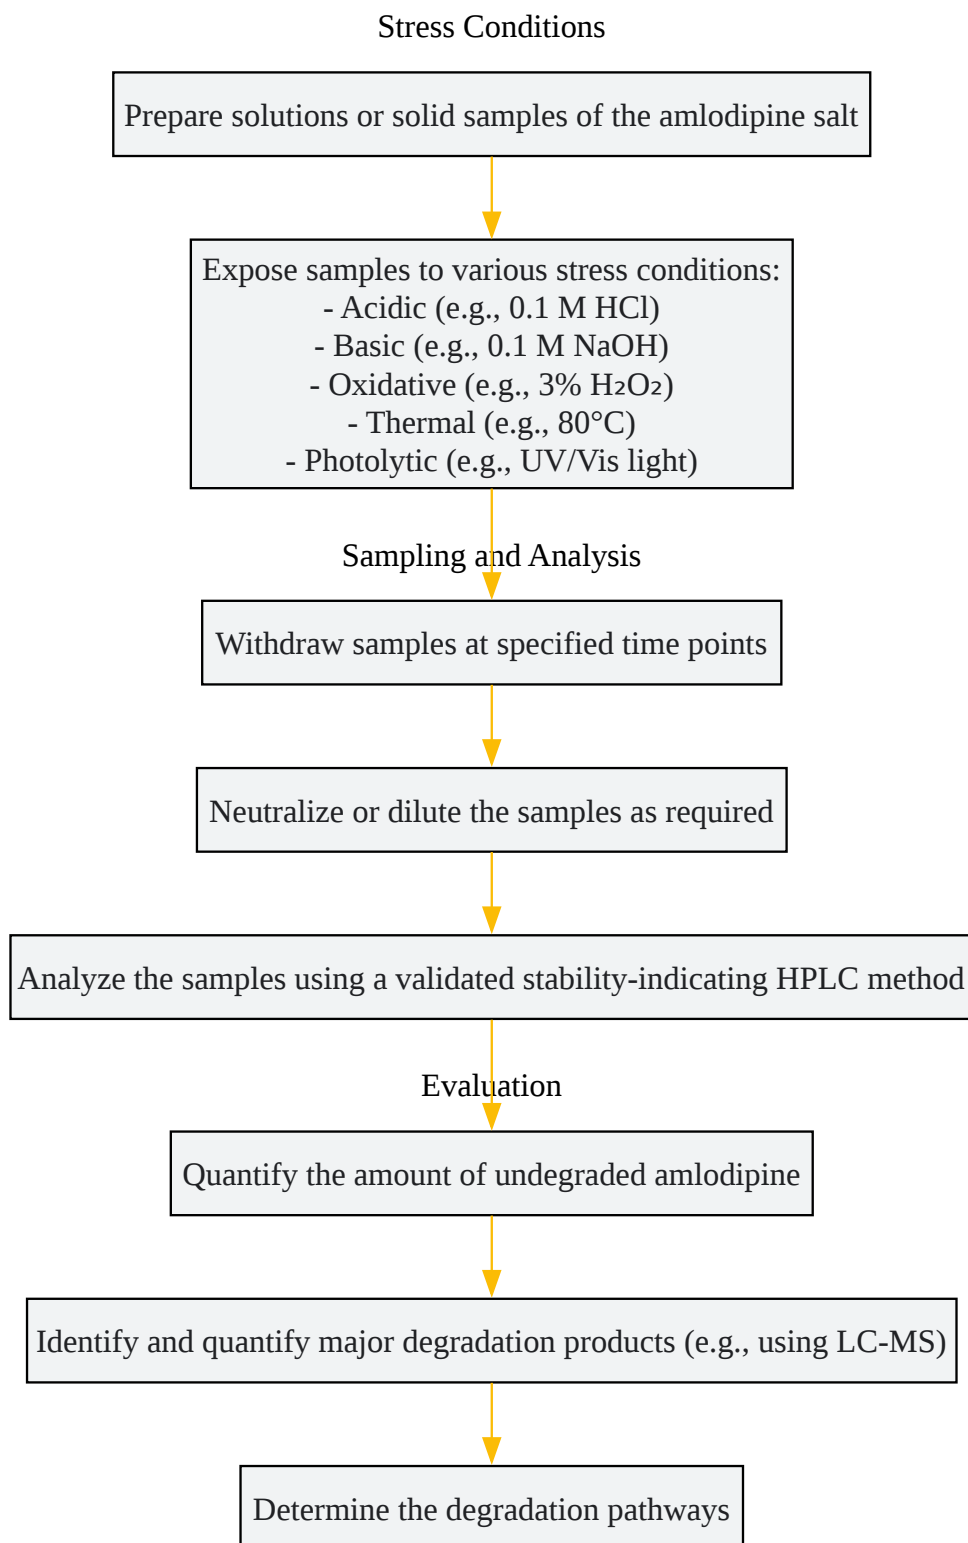 Stress Conditions
Prepare solutions or solid samples of the amlodipine salt
Expose samples to various stress conditions:
- Acidic (e.g., 0.1 M HCl)
- Basic (e.g., 0.1 M NaOH)
- Oxidative (e.g., 3% H₂O₂)
- Thermal (e.g., 80°C)
- Photolytic (e.g., UV/Vis light)
Sampling and Analysis
Withdraw samples at specified time points
Neutralize or dilute the samples as required
Analyze the samples using a validated stability-indicating HPLC method
Evaluation
Quantify the amount of undegraded amlodipine
Identify and quantify major degradation products (e.g., using LC-MS)
Determine the degradation pathways